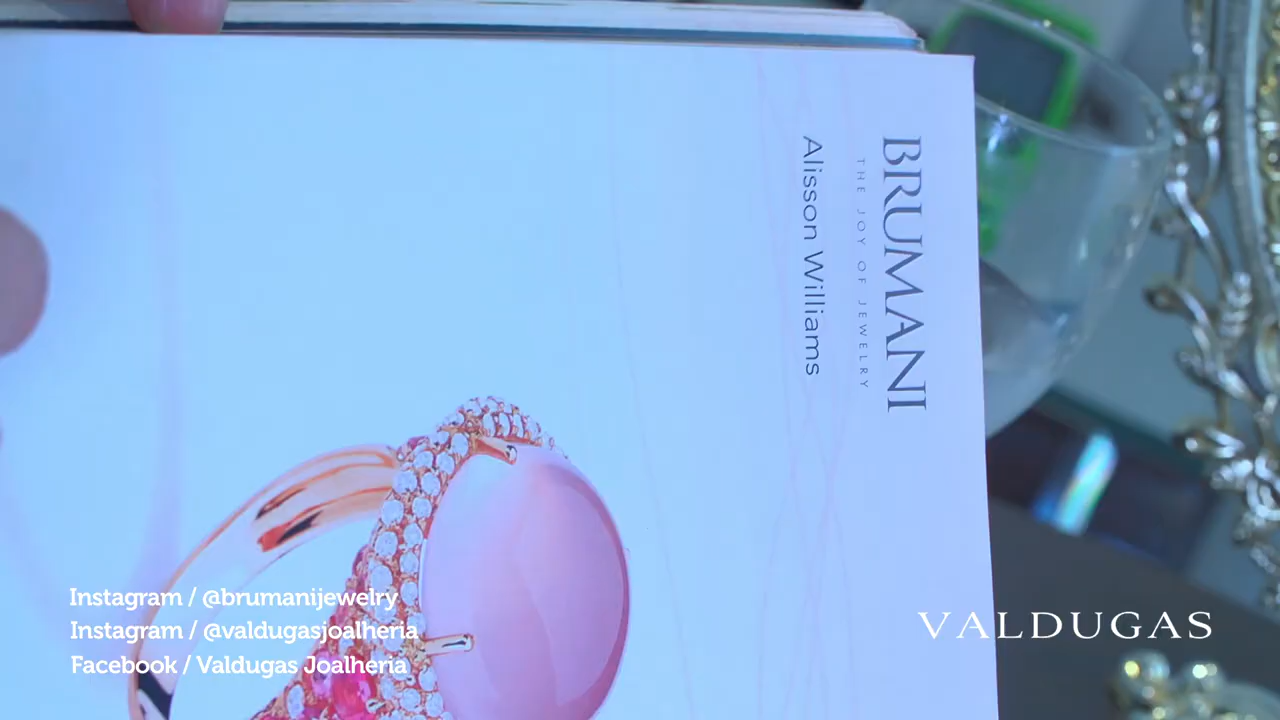 BRUMANI
THE JOY OF JEWELRY
Alisson Williams
Instagram / @brumanijewelry
Instagram / @valdugasjoalheria
Facebook / Valdugas Joalheria
VALDUGAS